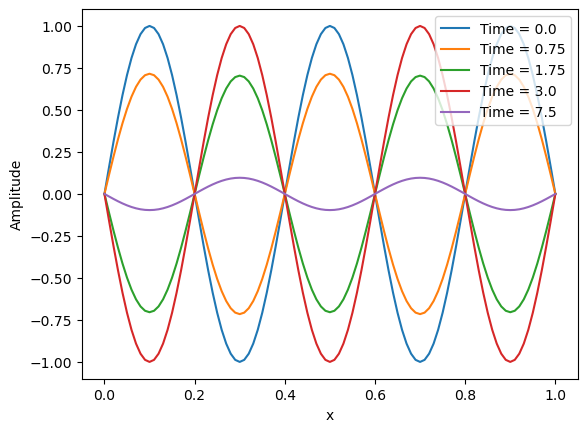 Time = 0.0
Time = 0.75
Time = 1.75
Time = 3.0
Time = 7.5
1.00
0.75
0.50
0.25
0.00
−0.25
−0.50
−0.75
−1.00
Amplitude
0.0 0.2 0.4 0.6 0.8 1.0
x